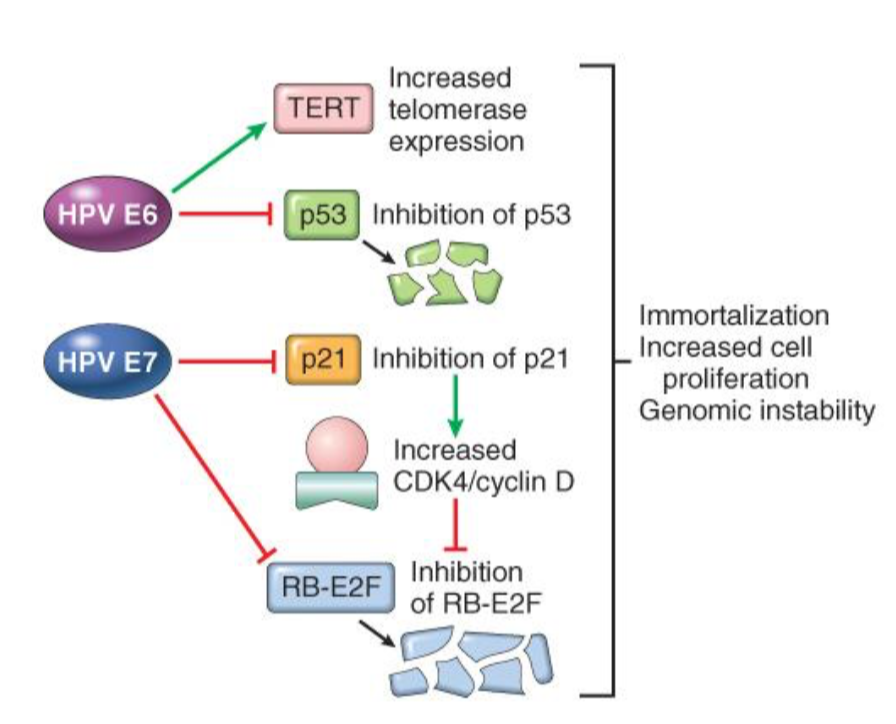 Increased
TERT telomerase
expression
HPV E6
p53 Inhibition of p53
HPV E7
p21 Inhibition of p21
Immortalization
Increased cell
proliferation
Genomic instability
Increased
CDK4/cyclin D
RB-E2F
Inhibition
of RB-E2F